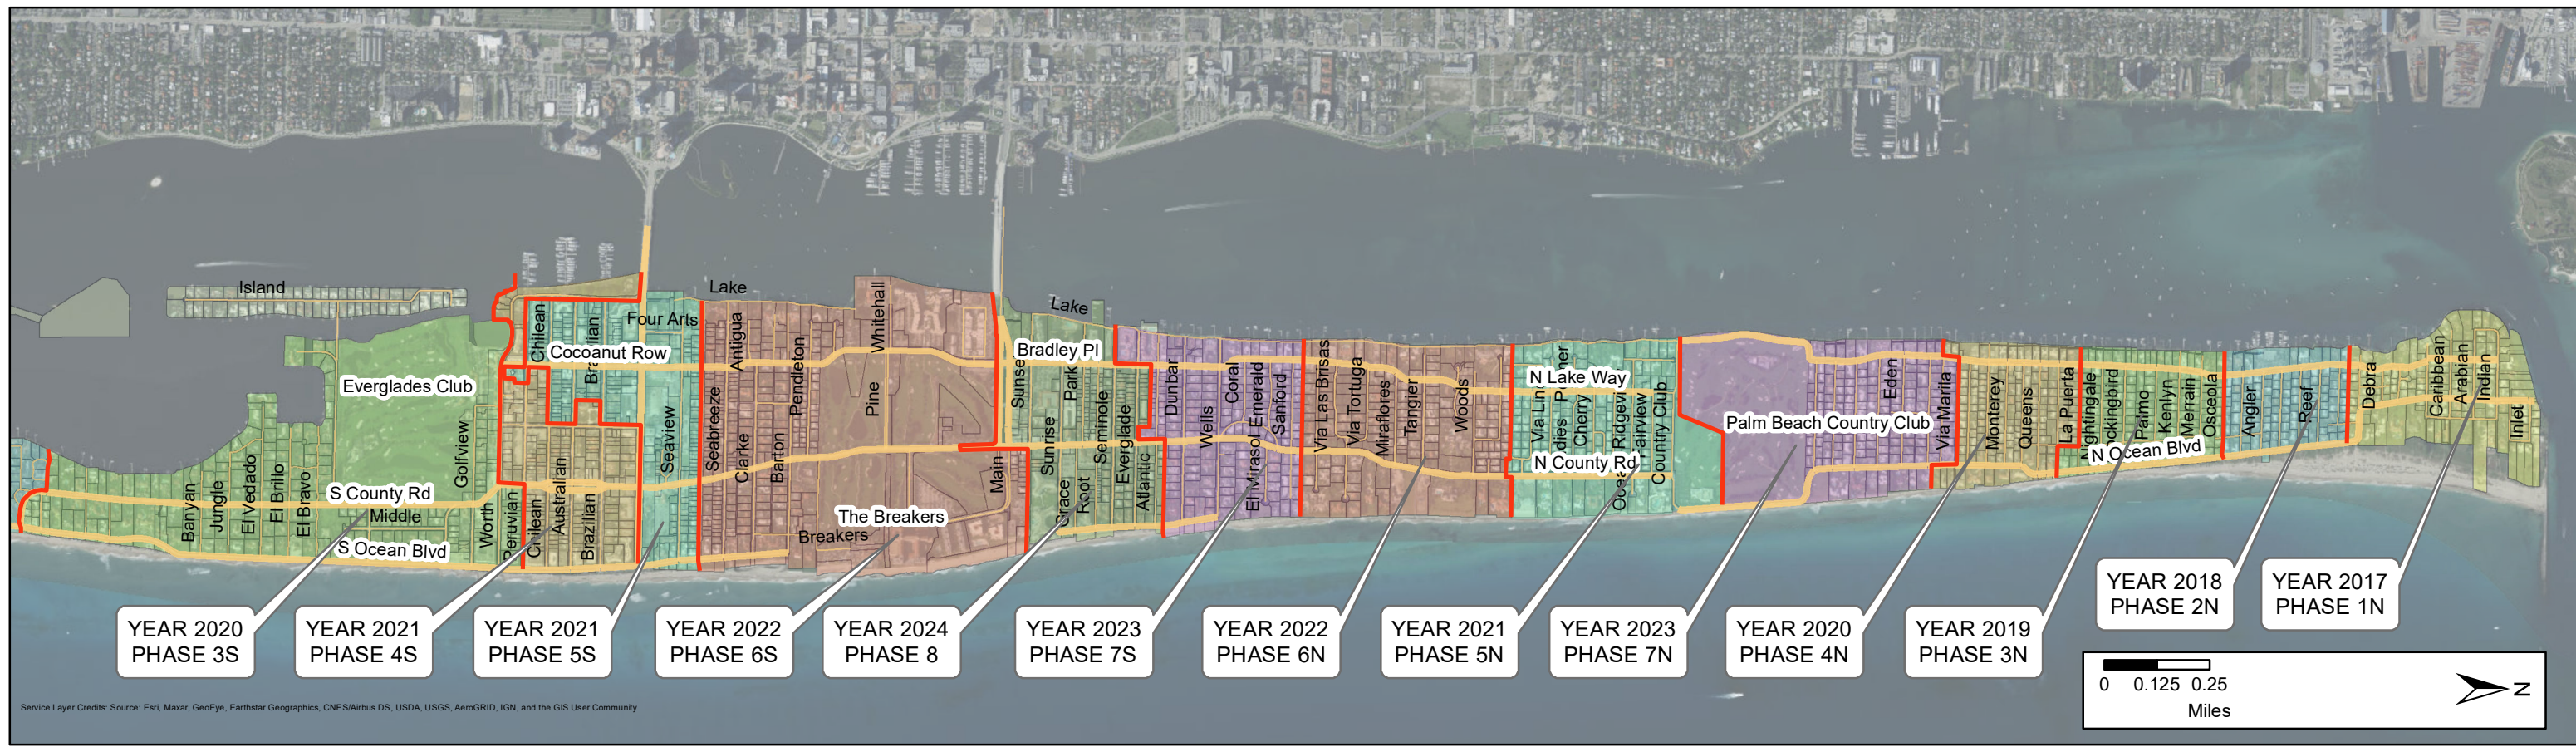 Island
Lake
Lake
Four Arts
Chilean
Cocoanut Row
Antigua
Whitehall
Pendleton
Pine
Bradley Pl
Sunset
Park
Dunbar
Coral
El Mirasol Emerald
Sanford
Wells
Via Las Brisas
Via Tortuga
Miraflores
Tangier
Woods
N Lake Way
Cherry
Fairview
Country Club
Eden
Via Marila
Palm Beach Country Club
Monterey
Queens
La Puerta
Nightingale
Mockingbird
Palmo
Kenlyn
Merrain
Osceola
Angler
Reef
Debra
Caribbean
Arabian
Indian
Inlet
Everglades Club
Golfview
Seaview
Seabreeze
Clarke
Barton
Main
Sunrise
Seminole
Everglade
Atlantic
Grace
Root
N County Rd
N Ocean Blvd
Banyan
Jungle
El Vedado
El Brillo
El Bravo
S County Rd
Middle
S Ocean Blvd
Worth
Peruvian
Chilean
Australian
Brazilian
The Breakers
Breakers
YEAR 2020
PHASE 3S
YEAR 2021
PHASE 4S
YEAR 2021
PHASE 5S
YEAR 2022
PHASE 6S
YEAR 2024
PHASE 8
YEAR 2023
PHASE 7S
YEAR 2022
PHASE 6N
YEAR 2021
PHASE 5N
YEAR 2023
PHASE 7N
YEAR 2020
PHASE 4N
YEAR 2019
PHASE 3N
YEAR 2018
PHASE 2N
YEAR 2017
PHASE 1N
0 0.125 0.25
Miles
N
Service Layer Credits: Source: Esri, Maxar, GeoEye, Earthstar Geographics, CNES/Airbus DS, USDA, USGS, AeroGRID, IGN, and the GIS User Community